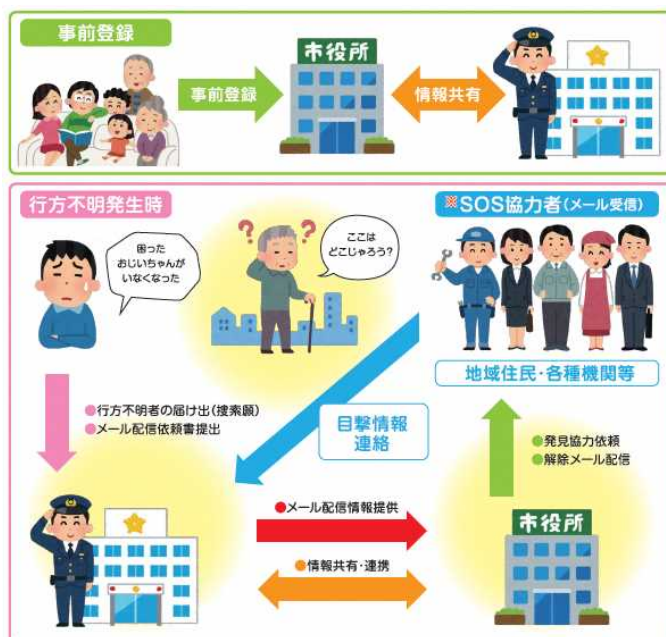 事前登録
事前登録
市役所
情報共有
行方不明発生時
困った
おじいちゃんが
いなくなった
?
?
ここは
どこじゃろう?
※SOS協力者(メール受信)
地域住民・各種機関等
●行方不明者の届け出(捜索願)
●メール配信依頼書提出
目撃情報
連絡
●発見協力依頼
●解除メール配信
●メール配信情報提供
●情報共有・連携
市役所